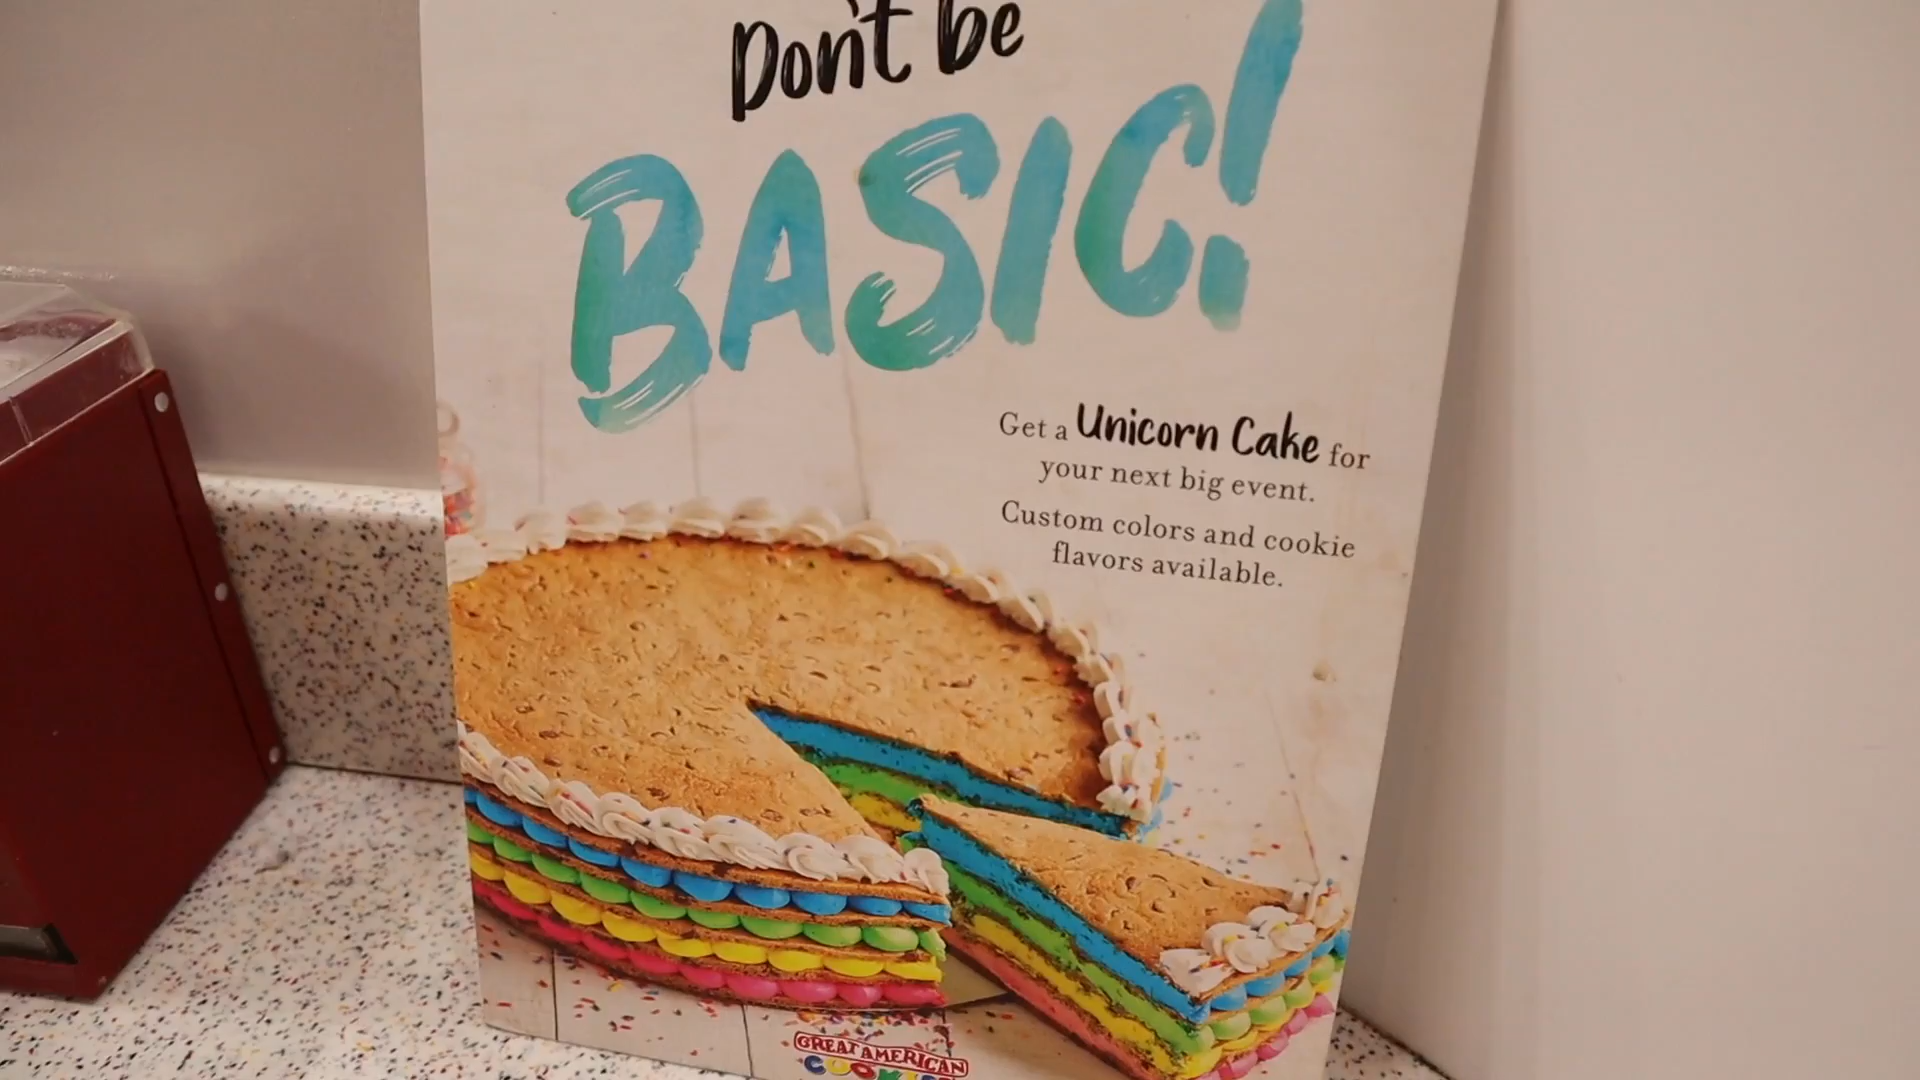 Don't be
BASIC!
Get a Unicorn Cake for
your next big event.
Custom colors and cookie
flavors available.
GREAT AMERICAN
COOKIES